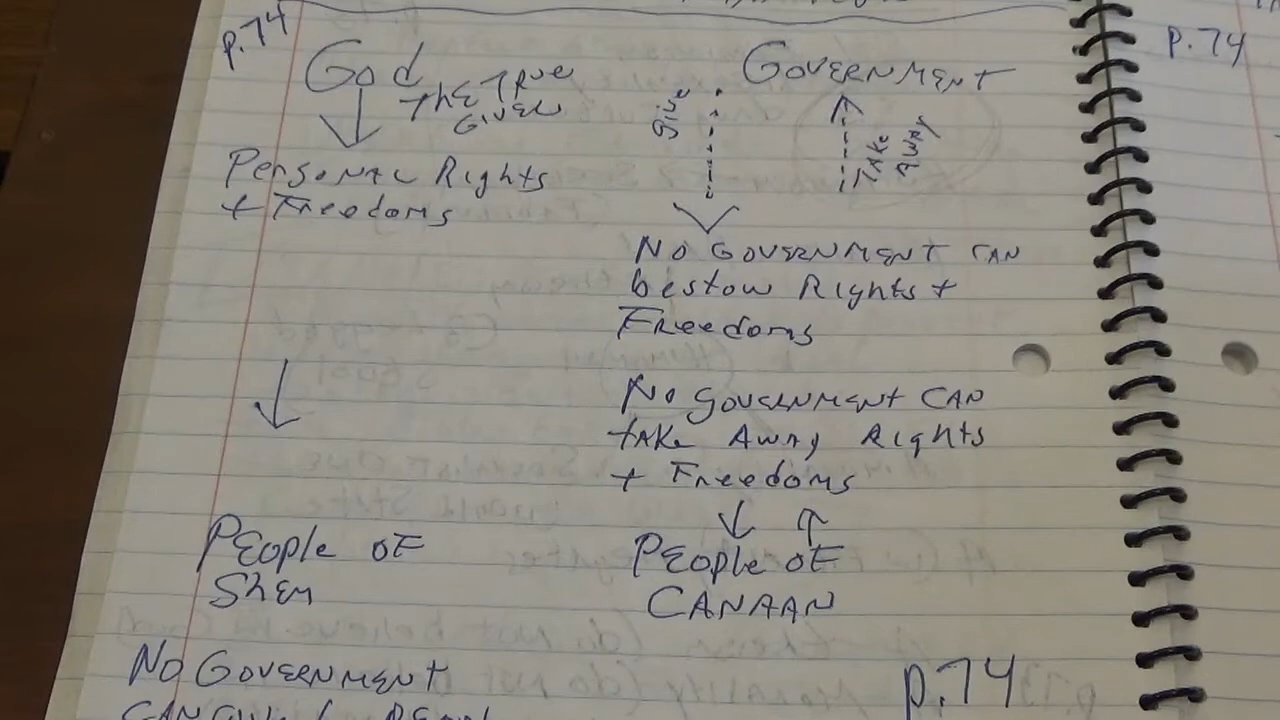 p.74
God
THE TRUE
GIVER
Personal Rights
+ Freedoms
People of
Shem
Government
Give
Take
Away
No Government can
bestow Rights +
Freedoms
No government can
take Away Rights
+ Freedoms
People of
CANAAN
No Government
p.74
p.74